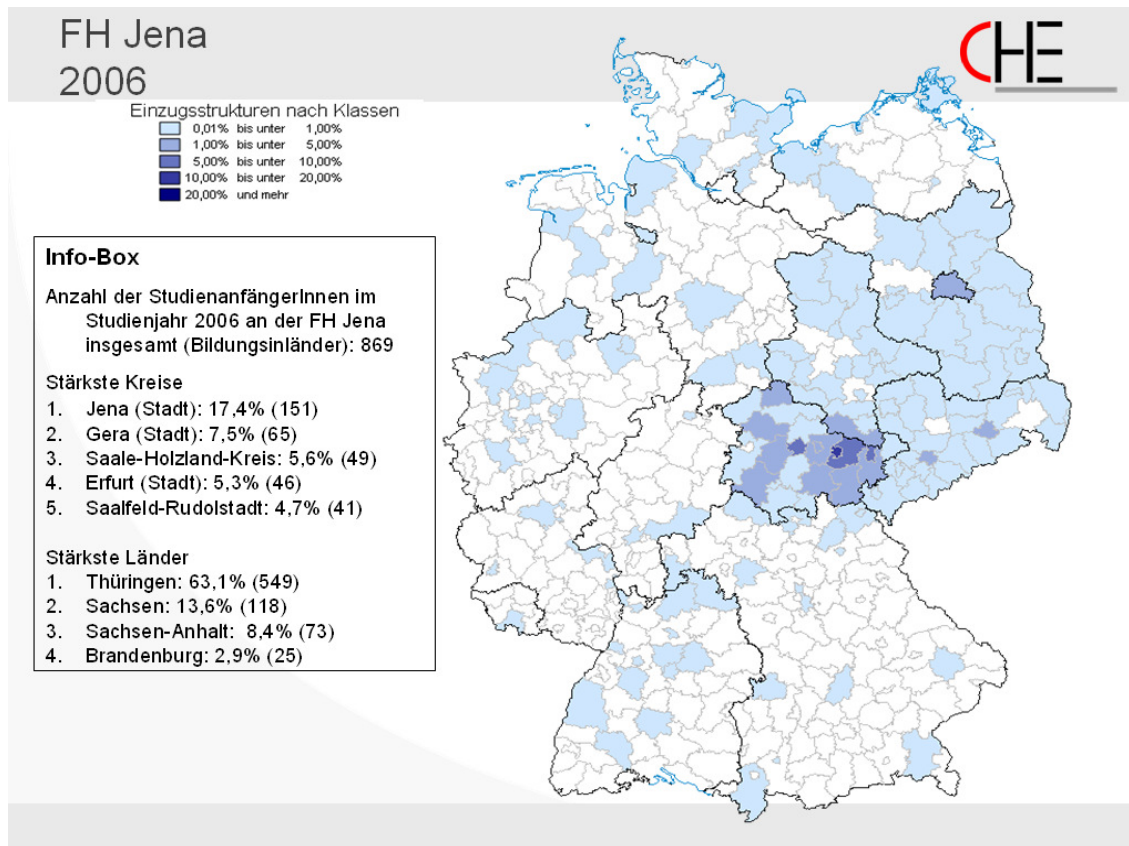 FH Jena
2006
CHE
Einzugsstrukturen nach Klassen
0,01% bis unter 1,00%
1,00% bis unter 5,00%
5,00% bis unter 10,00%
10,00% bis unter 20,00%
20,00% und mehr
Info-Box
Anzahl der StudienanfängerInnen im
Studienjahr 2006 an der FH Jena
insgesamt (Bildungsinländer): 869
Stärkste Kreise
1. Jena (Stadt): 17,4% (151)
2. Gera (Stadt): 7,5% (65)
3. Saale-Holzland-Kreis: 5,6% (49)
4. Erfurt (Stadt): 5,3% (46)
5. Saalfeld-Rudolstadt: 4,7% (41)
Stärkste Länder
1. Thüringen: 63,1% (549)
2. Sachsen: 13,6% (118)
3. Sachsen-Anhalt: 8,4% (73)
4. Brandenburg: 2,9% (25)